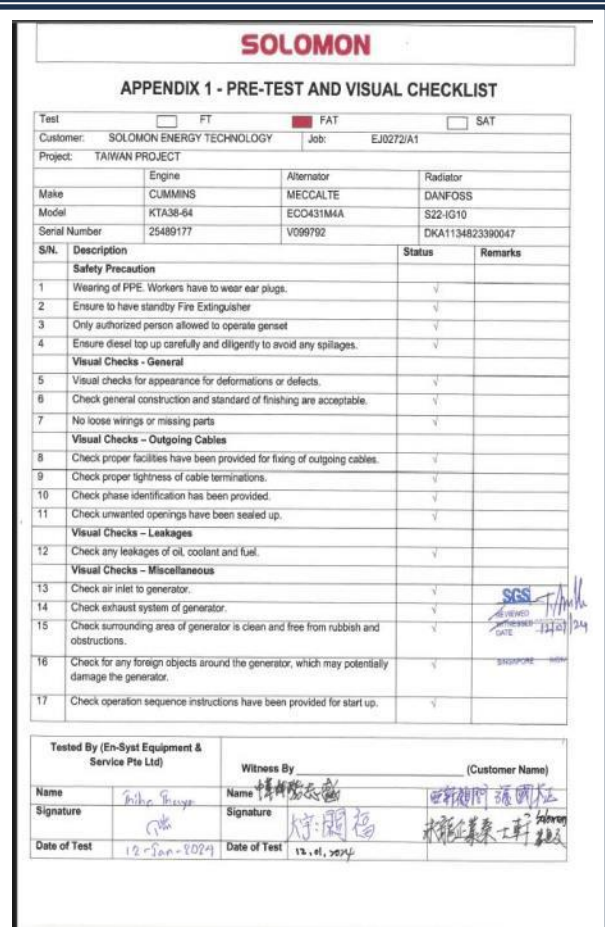 SOLOMON
APPENDIX 1 - PRE-TEST AND VISUAL CHECKLIST
Test FT FAT SAT
Customer: SOLOMON ENERGY TECHNOLOGY Job: EJ0272/A1
Project: TAIWAN PROJECT
Engine Alternator Radiator
Make CUMMINS MECCALTE DANFOSS
Model KTA38-64 ECO431M4A S22-IG10
Serial Number 25489177 V099792 DKA1134823390047
S/N. Description Status Remarks
Safety Precaution
1 Wearing of PPE. Workers have to wear ear plugs. √
2 Ensure to have standby Fire Extinguisher √
3 Only authorized person allowed to operate genset √
4 Ensure diesel top up carefully and diligently to avoid any spillages. √
Visual Checks - General
5 Visual checks for appearance for deformations or defects. √
6 Check general construction and standard of finishing are acceptable. √
7 No loose wirings or missing parts √
Visual Checks – Outgoing Cables
8 Check proper facilities have been provided for fixing of outgoing cables. √
9 Check proper tightness of cable terminations. √
10 Check phase identification has been provided. √
11 Check unwanted openings have been sealed up. √
Visual Checks – Leakages
12 Check any leakages of oil, coolant and fuel. √
Visual Checks – Miscellaneous
13 Check air inlet to generator. √
SGS
14 Check exhaust system of generator. √
REVIEWED
15 Check surrounding area of generator is clean and free from rubbish and √
WITNESSED
DATE 12/01/24
obstructions.
16 Check for any foreign objects around the generator, which may potentially √
SINGAPORE
damage the generator.
17 Check operation sequence instructions have been provided for start up. √
Tested By (En-Syst Equipment &
Service Pte Ltd)
Witness By (Customer Name)
Name Name
Signature Signature
Solomon
Date of Test 12-Jan-2024 Date of Test 12.01.2024